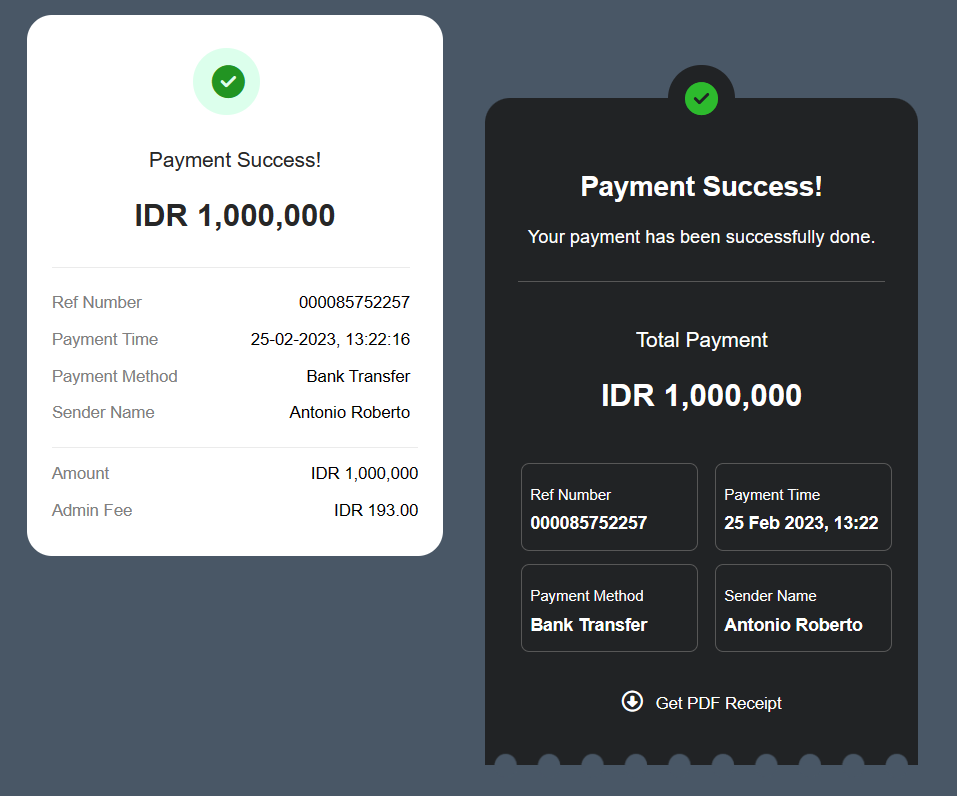 Payment Success!
IDR 1,000,000
Ref Number 000085752257
Payment Time 25-02-2023, 13:22:16
Payment Method Bank Transfer
Sender Name Antonio Roberto
Amount IDR 1,000,000
Admin Fee IDR 193.00
Payment Success!
Your payment has been successfully done.
Total Payment
IDR 1,000,000
Ref Number
000085752257
Payment Time
25 Feb 2023, 13:22
Payment Method
Bank Transfer
Sender Name
Antonio Roberto
Get PDF Receipt